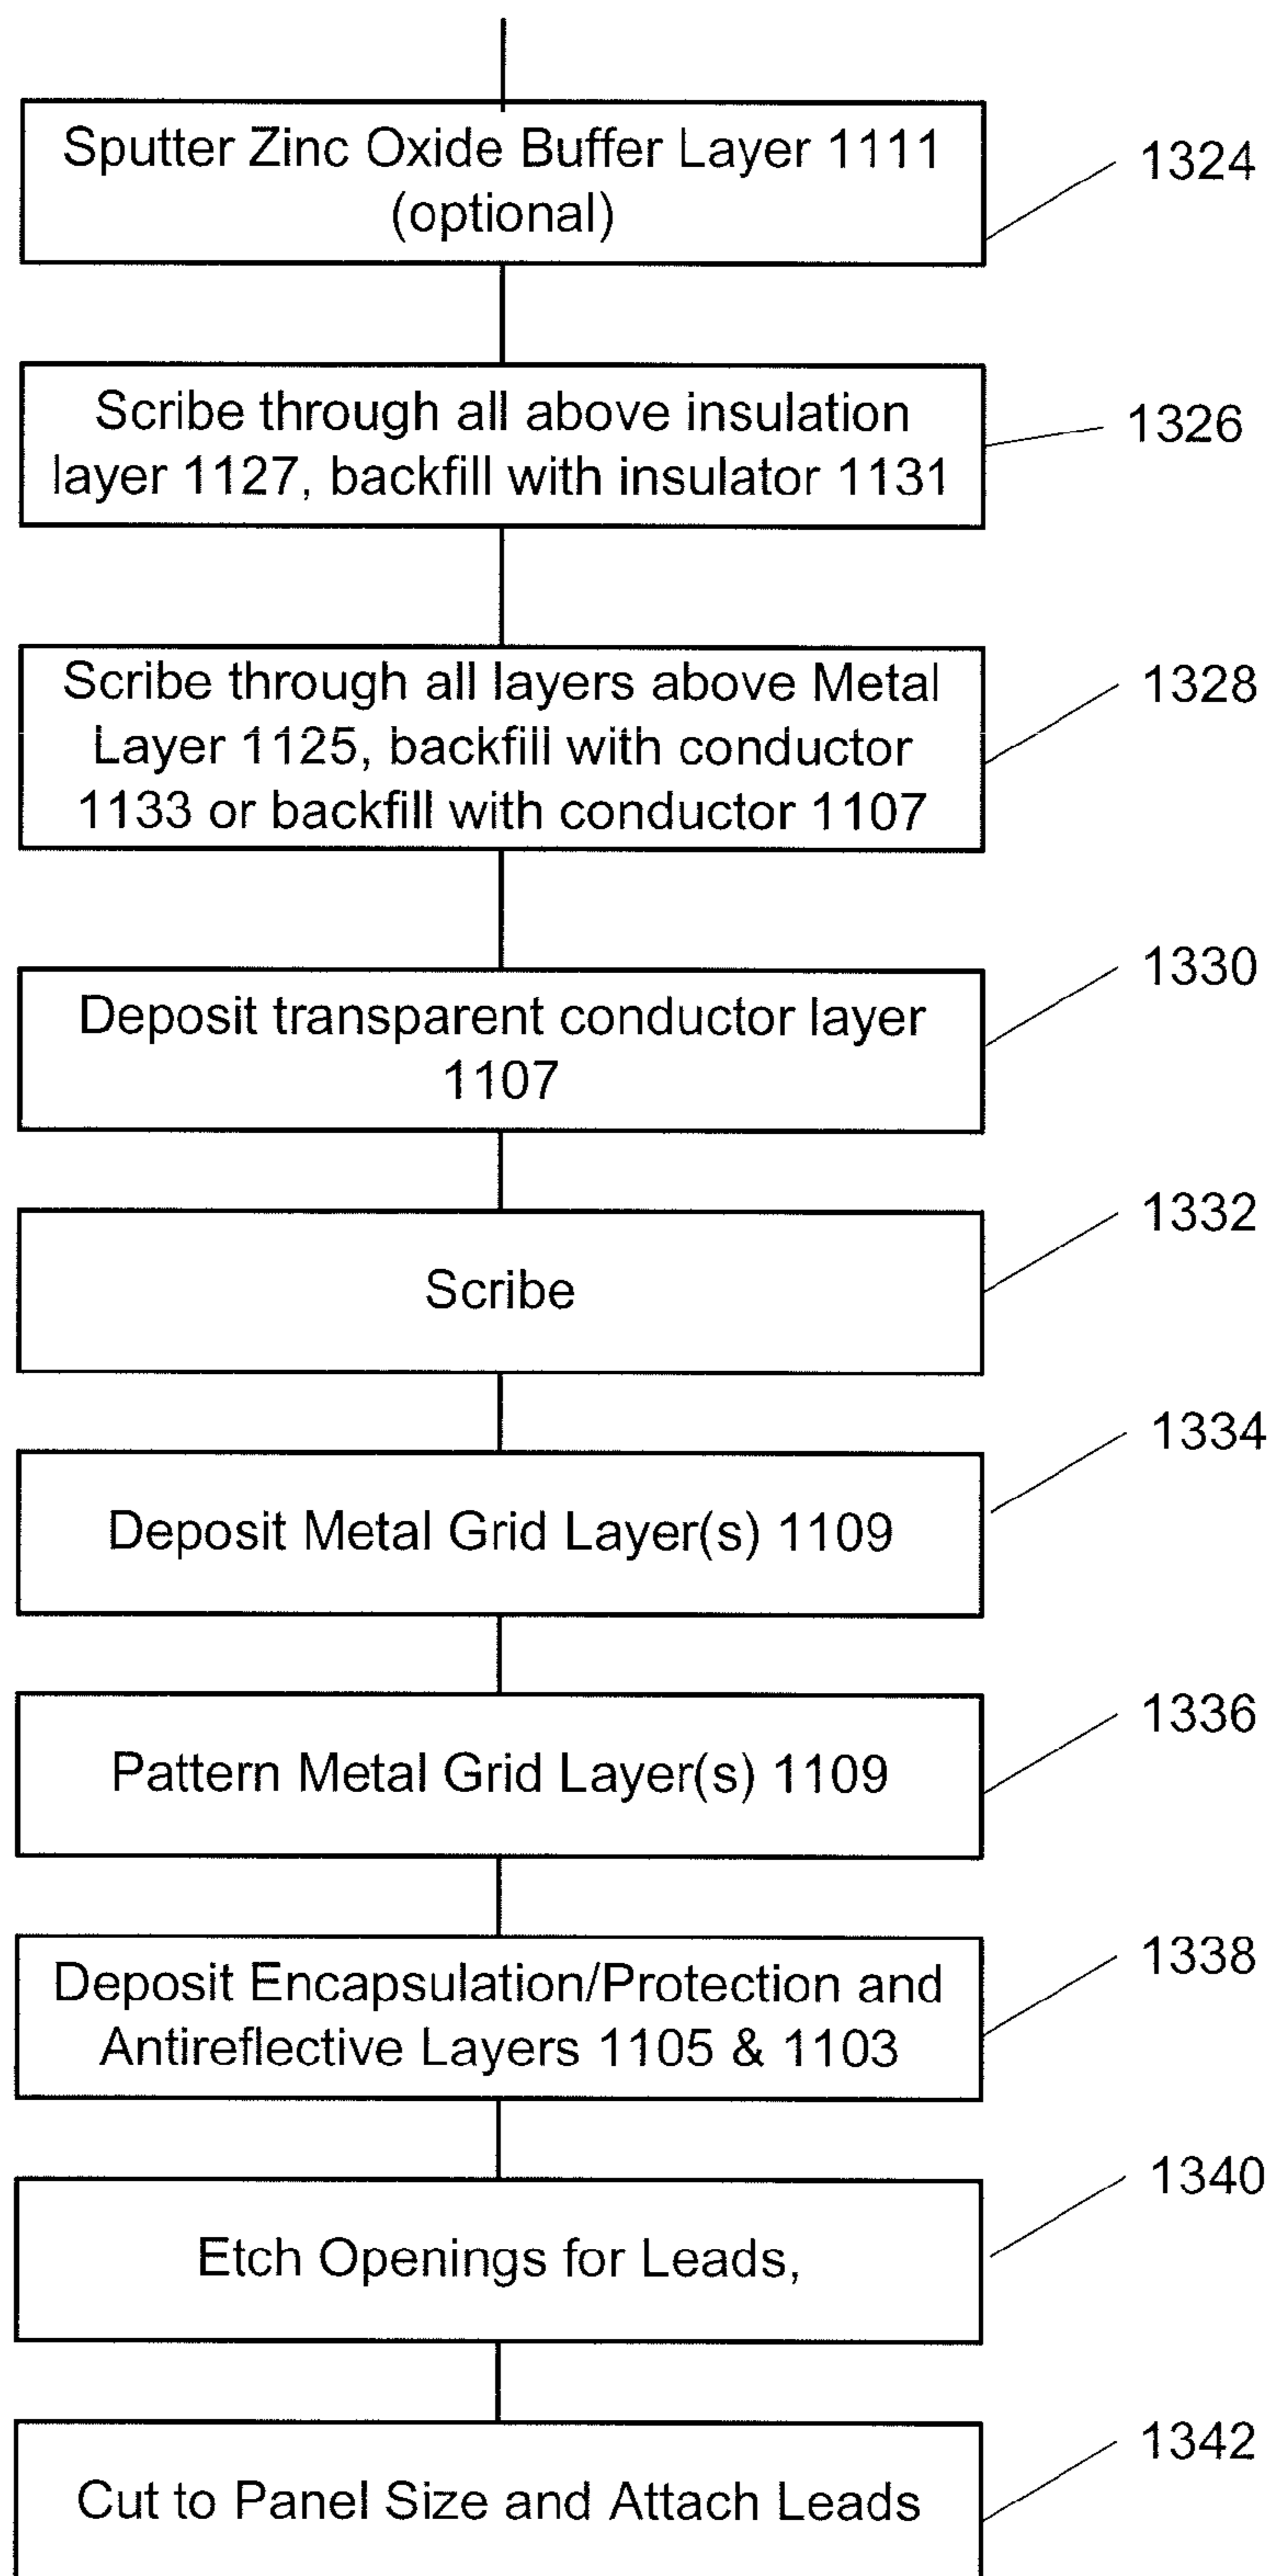 Sputter Zinc Oxide Buffer Layer 1111
(optional)
1324
Scribe through all above insulation
layer 1127, backfill with insulator 1131
1326
Scribe through all layers above Metal
Layer 1125, backfill with conductor
1133 or backfill with conductor 1107
1328
Deposit transparent conductor layer
1107
1330
Scribe
1332
Deposit Metal Grid Layer(s) 1109
1334
Pattern Metal Grid Layer(s) 1109
1336
Deposit Encapsulation/Protection and
Antireflective Layers 1105 & 1103
1338
Etch Openings for Leads,
1340
Cut to Panel Size and Attach Leads
1342